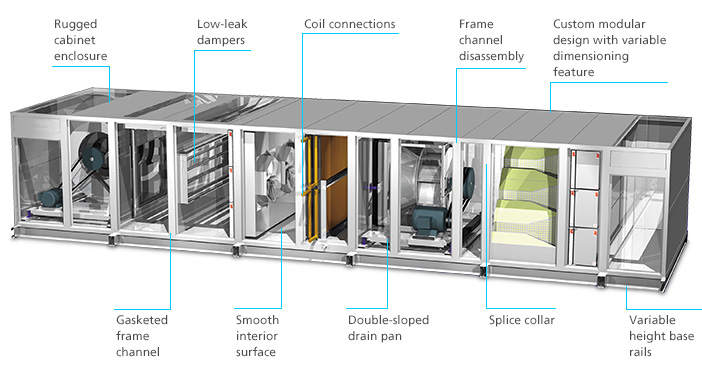 Rugged
cabinet
enclosure
Low-leak
dampers
Coil connections
Frame
channel
disassembly
Custom modular
design with variable
dimensioning
feature
Gasketed
frame
channel
Smooth
interior
surface
Double-sloped
drain pan
Splice collar
Variable
height base
rails